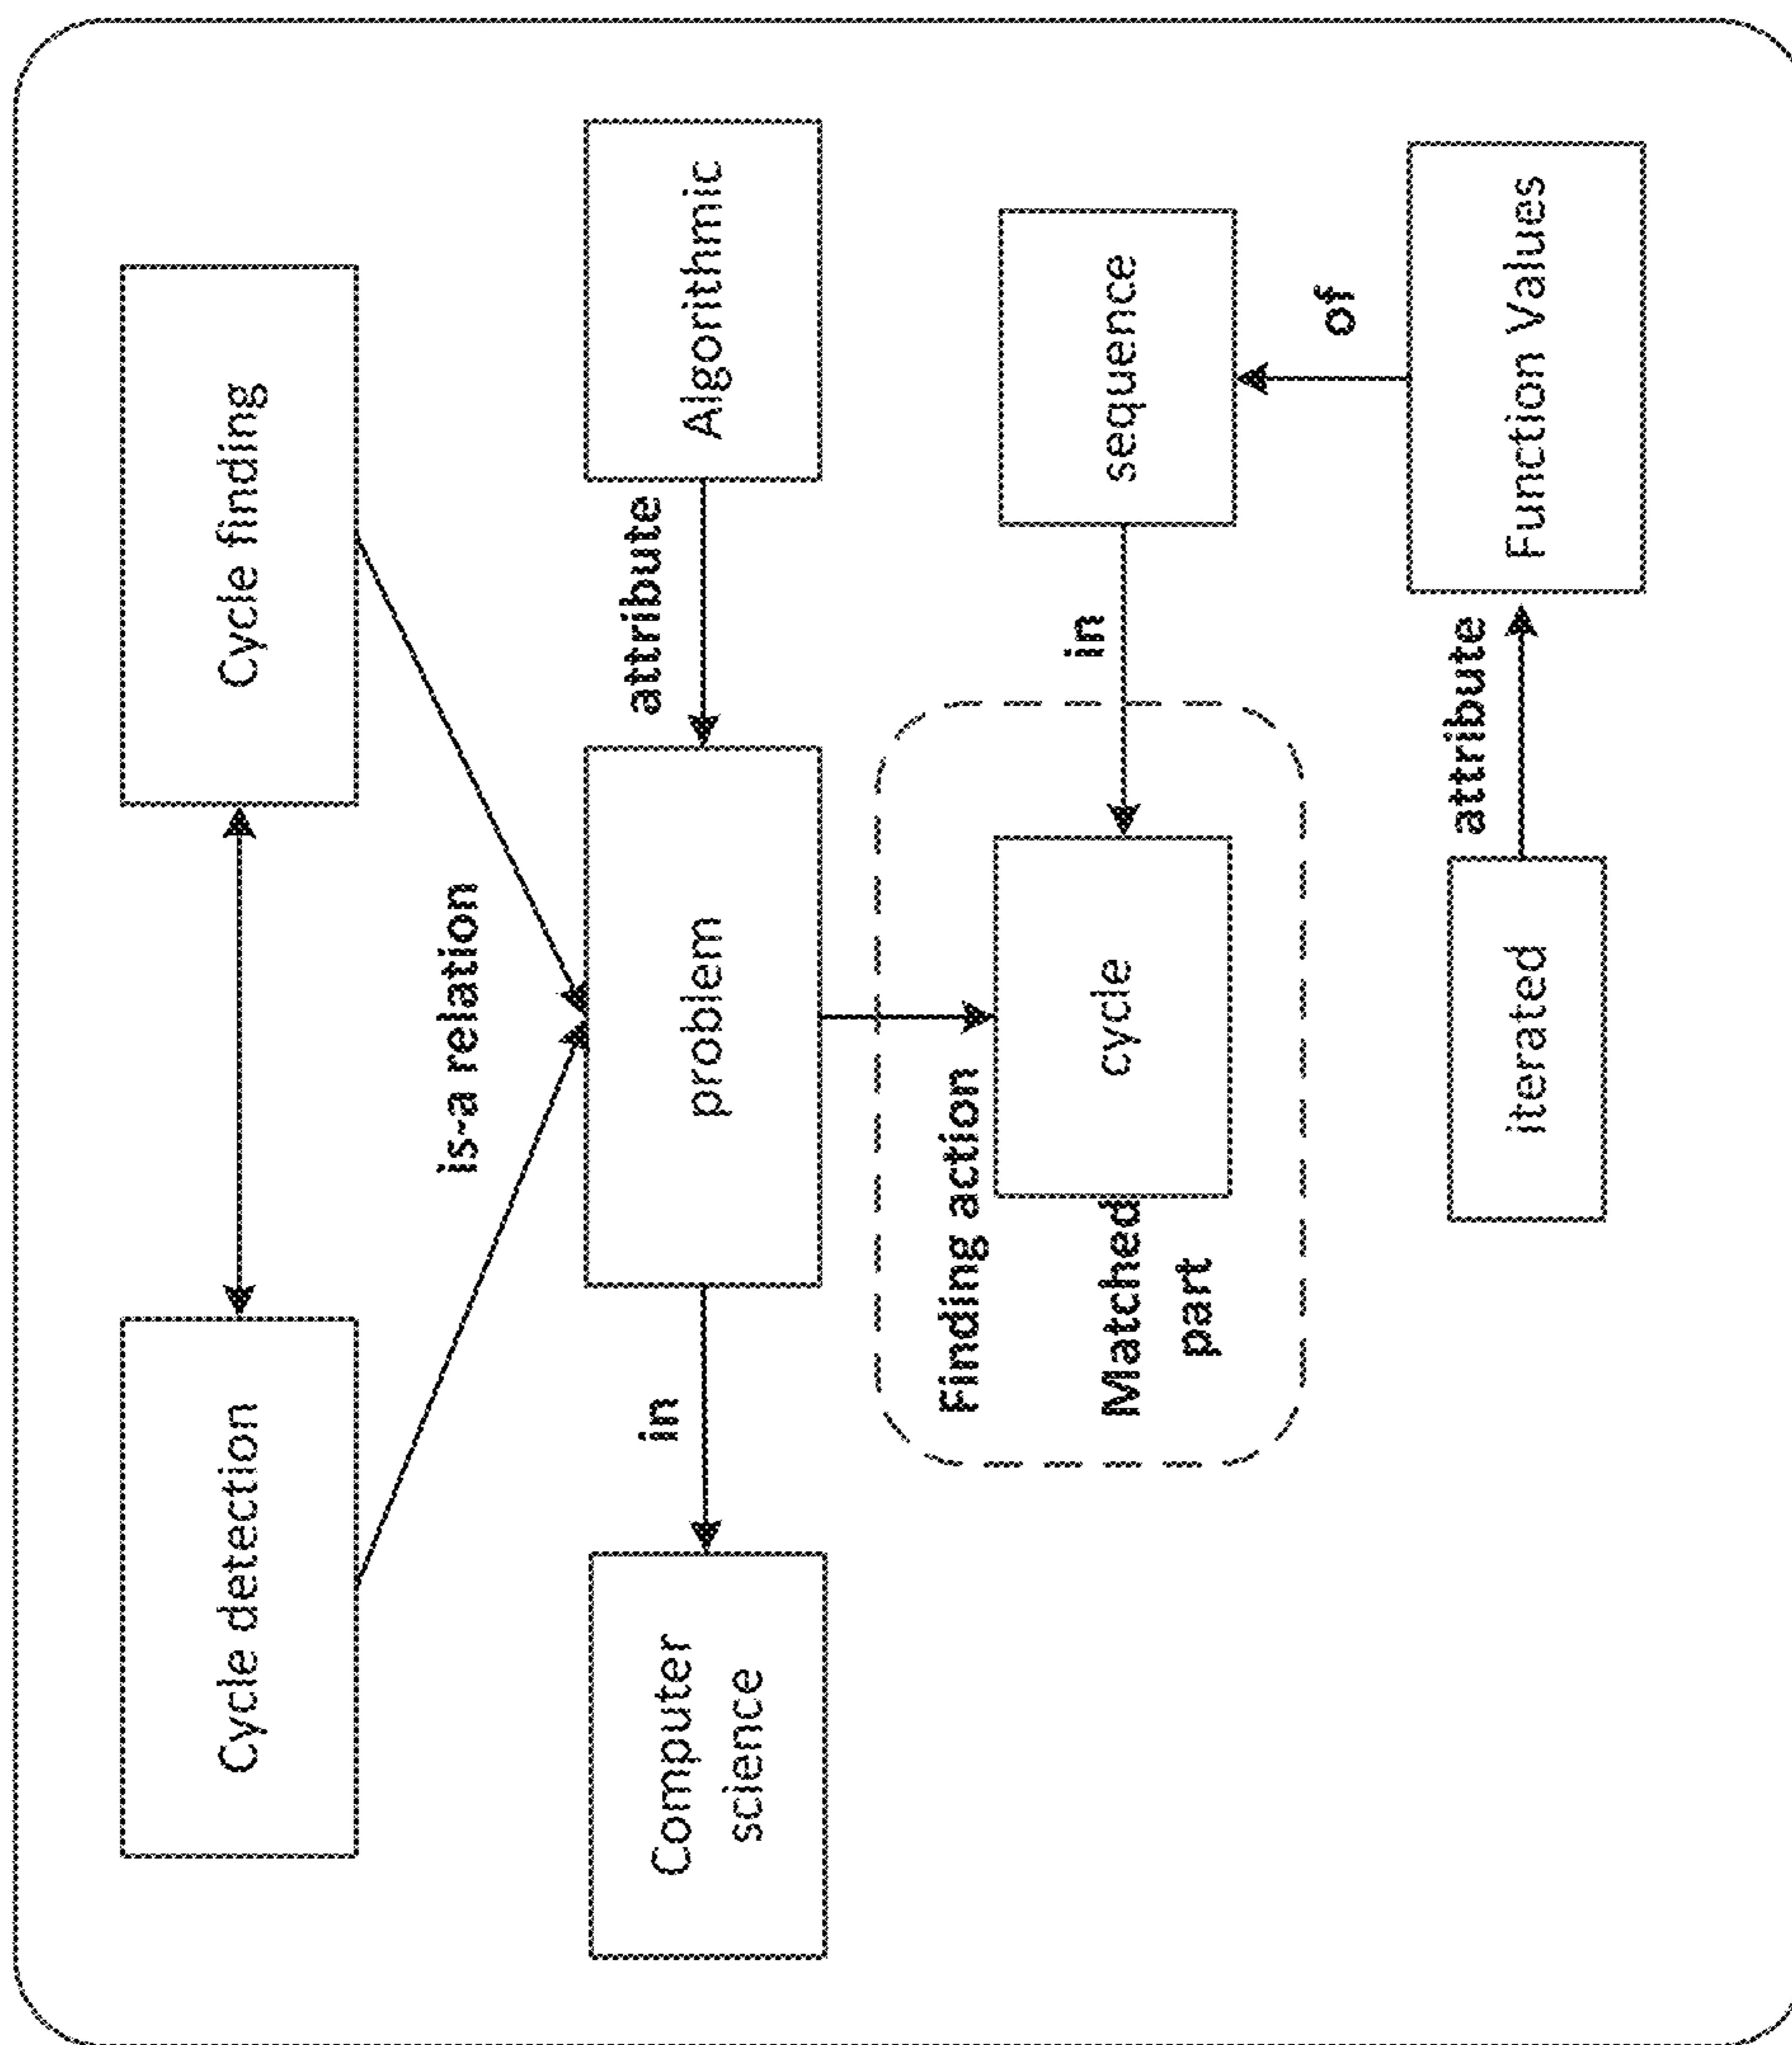 Cycle detection
Cycle finding
is-a relation
Computer
science
in
problem
attribute
Algorithmic
Finding action
Matched
part
cycle
in
sequence
of
iterated
attribute
Function Values